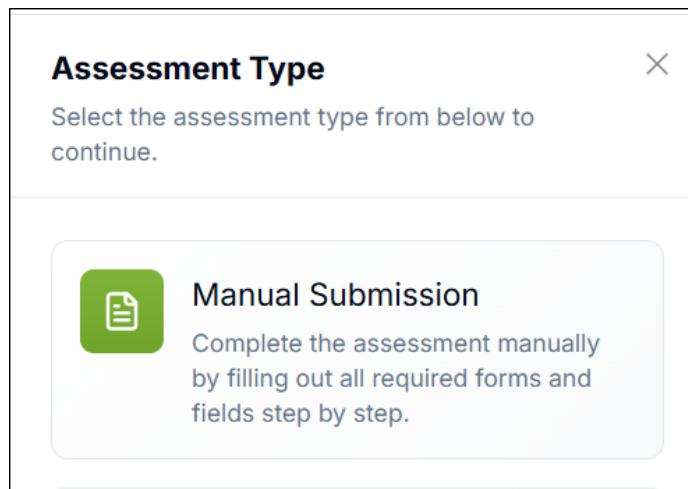 Assessment Type
Select the assessment type from below to
continue.
Manual Submission
Complete the assessment manually
by filling out all required forms and
fields step by step.